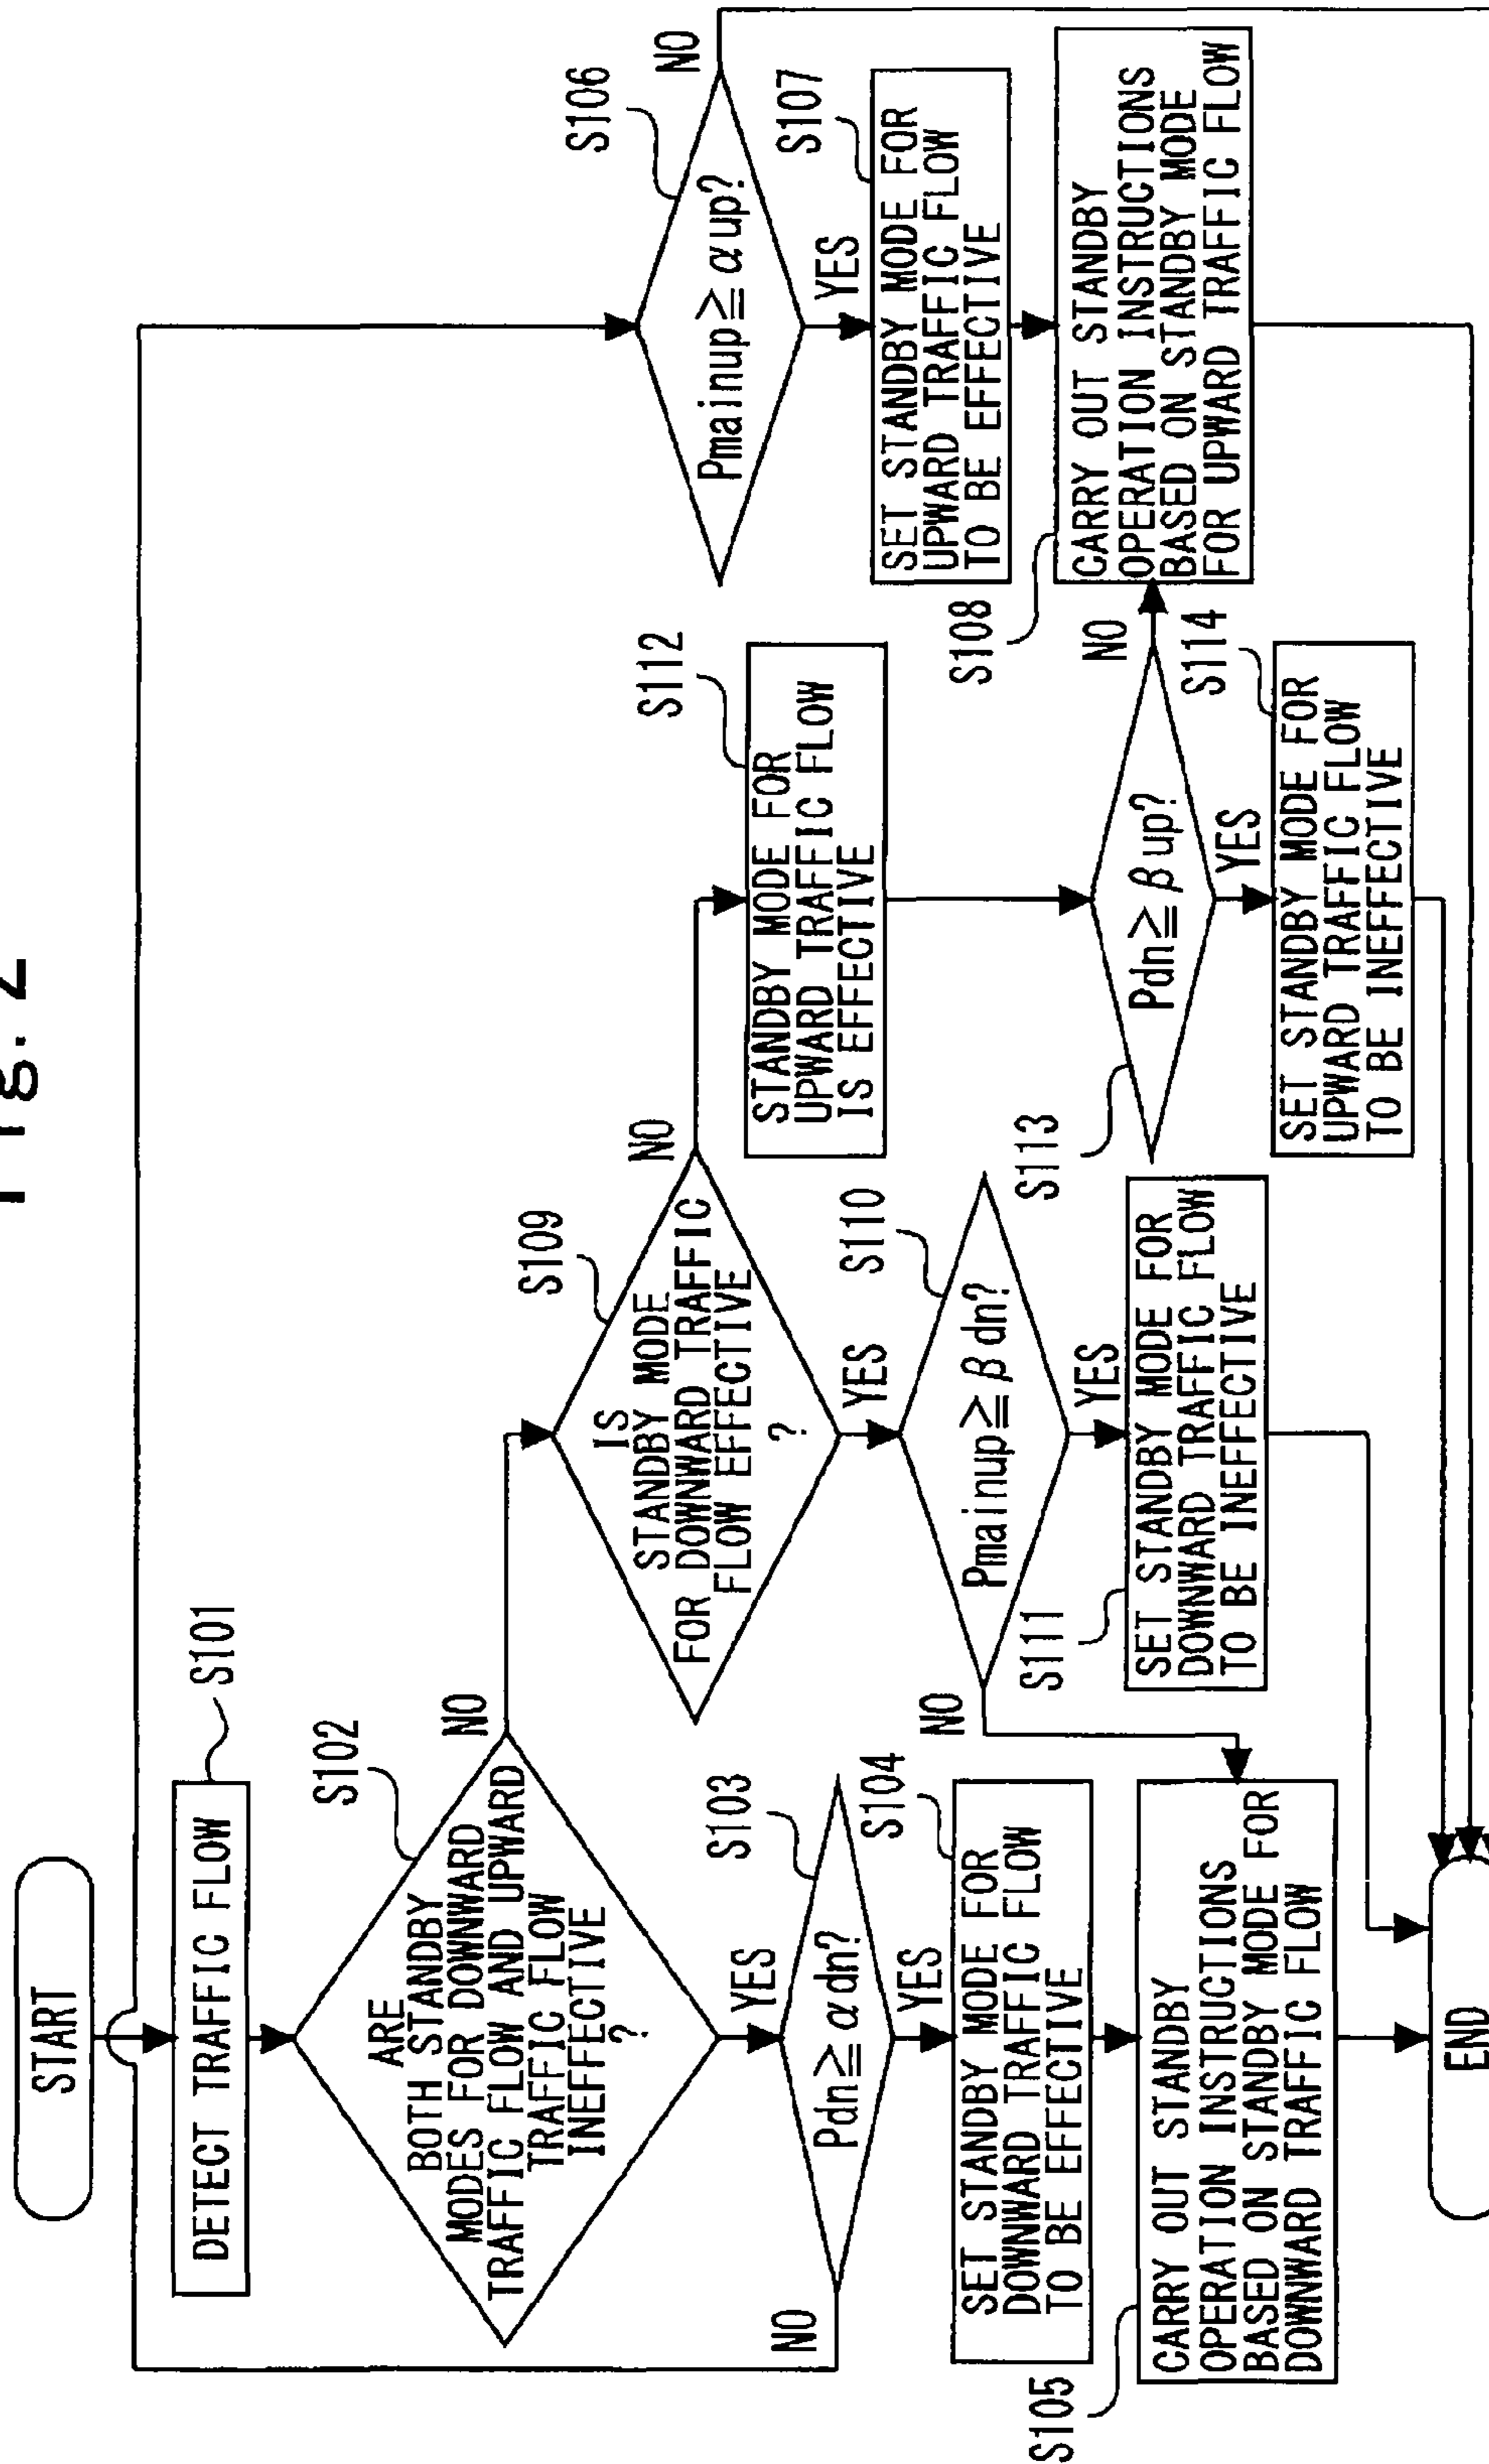 Fig. 2
START
DETECT TRAFFIC FLOW
S101
ARE
BOTH STANDBY
MODES FOR DOWNWARD
TRAFFIC FLOW AND UPWARD
TRAFFIC FLOW
INEFFECTIVE
?
S102
NO
YES
Pdn≧αdn?
S103
NO
YES
SET STANDBY MODE FOR
DOWNWARD TRAFFIC FLOW
TO BE EFFECTIVE
S104
CARRY OUT STANDBY
OPERATION INSTRUCTIONS
BASED ON STANDBY MODE FOR
DOWNWARD TRAFFIC FLOW
S105
END
IS
STANDBY MODE
FOR DOWNWARD TRAFFIC
FLOW EFFECTIVE
?
S109
NO
YES
Pmainup≧βdn?
S110
NO
YES
SET STANDBY MODE FOR
DOWNWARD TRAFFIC FLOW
TO BE INEFFECTIVE
S111
STANDBY MODE FOR
UPWARD TRAFFIC FLOW
IS EFFECTIVE
S112
Pdn≧βup?
S113
NO
YES
SET STANDBY MODE FOR
UPWARD TRAFFIC FLOW
TO BE INEFFECTIVE
S114
Pmainup≧αup?
S106
NO
YES
SET STANDBY MODE FOR
UPWARD TRAFFIC FLOW
TO BE EFFECTIVE
S107
CARRY OUT STANDBY
OPERATION INSTRUCTIONS
BASED ON STANDBY MODE
FOR UPWARD TRAFFIC FLOW
S108